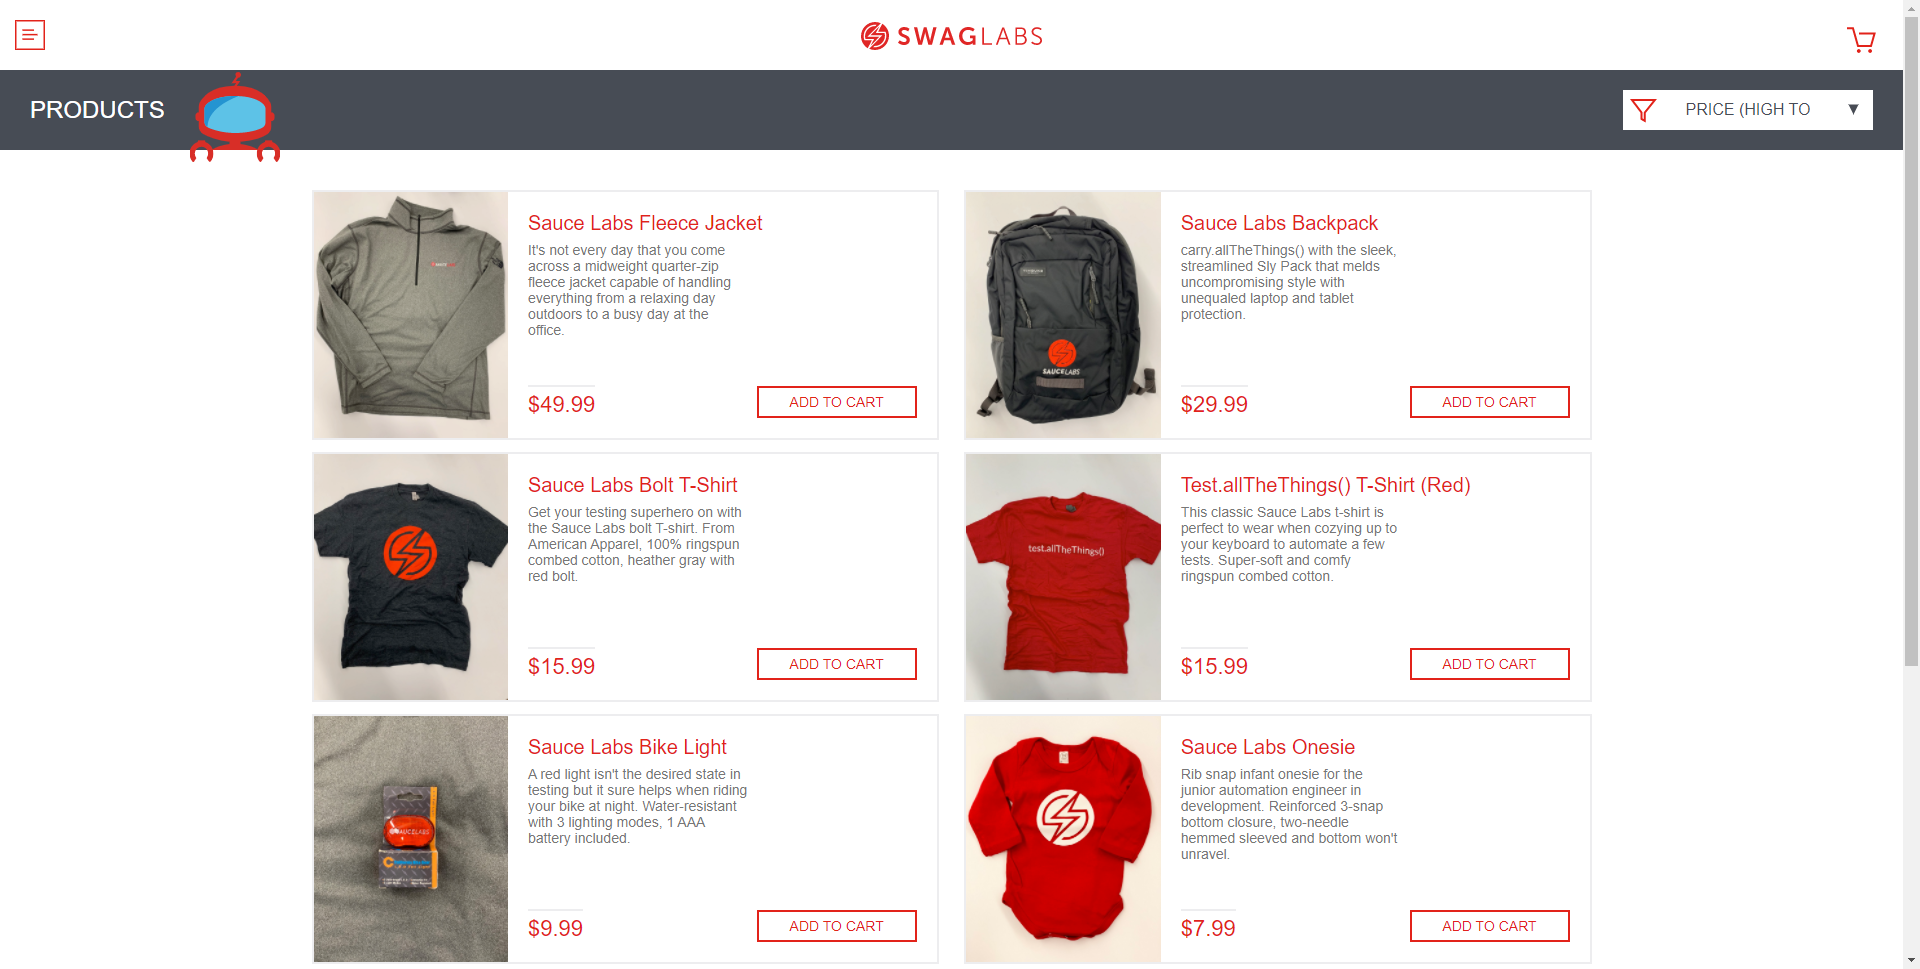 SWAGLABS
PRODUCTS
PRICE (HIGH TO
Sauce Labs Fleece Jacket
It's not every day that you come
across a midweight quarter-zip
fleece jacket capable of handling
everything from a relaxing day
outdoors to a busy day at the
office.
$49.99
ADD TO CART
Sauce Labs Backpack
carry.allTheThings() with the sleek,
streamlined Sly Pack that melds
uncompromising style with
unequaled laptop and tablet
protection.
SAUCELABS
$29.99
ADD TO CART
Sauce Labs Bolt T-Shirt
Get your testing superhero on with
the Sauce Labs bolt T-shirt. From
American Apparel, 100% ringspun
combed cotton, heather gray with
red bolt.
$15.99
ADD TO CART
test.allTheThings()
Test.allTheThings() T-Shirt (Red)
This classic Sauce Labs t-shirt is
perfect to wear when cozying up to
your keyboard to automate a few
tests. Super-soft and comfy
ringspun combed cotton.
$15.99
ADD TO CART
SAUCELABS
Sauce Labs Bike Light
A red light isn't the desired state in
testing but it sure helps when riding
your bike at night. Water-resistant
with 3 lighting modes, 1 AAA
battery included.
$9.99
ADD TO CART
Sauce Labs Onesie
Rib snap infant onesie for the
junior automation engineer in
development. Reinforced 3-snap
bottom closure, two-needle
hemmed sleeved and bottom won't
unravel.
$7.99
ADD TO CART